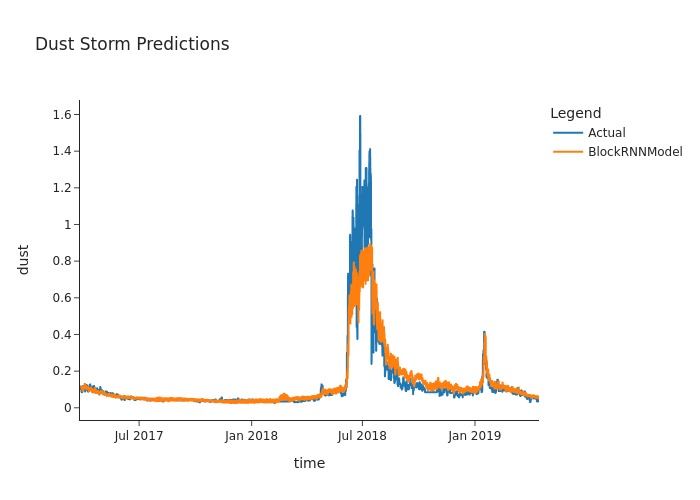 Dust Storm Predictions
Legend
Actual
BlockRNNModel
dust
1.6
1.4
1.2
1
0.8
0.6
0.4
0.2
0
Jul 2017
Jan 2018
Jul 2018
Jan 2019
time